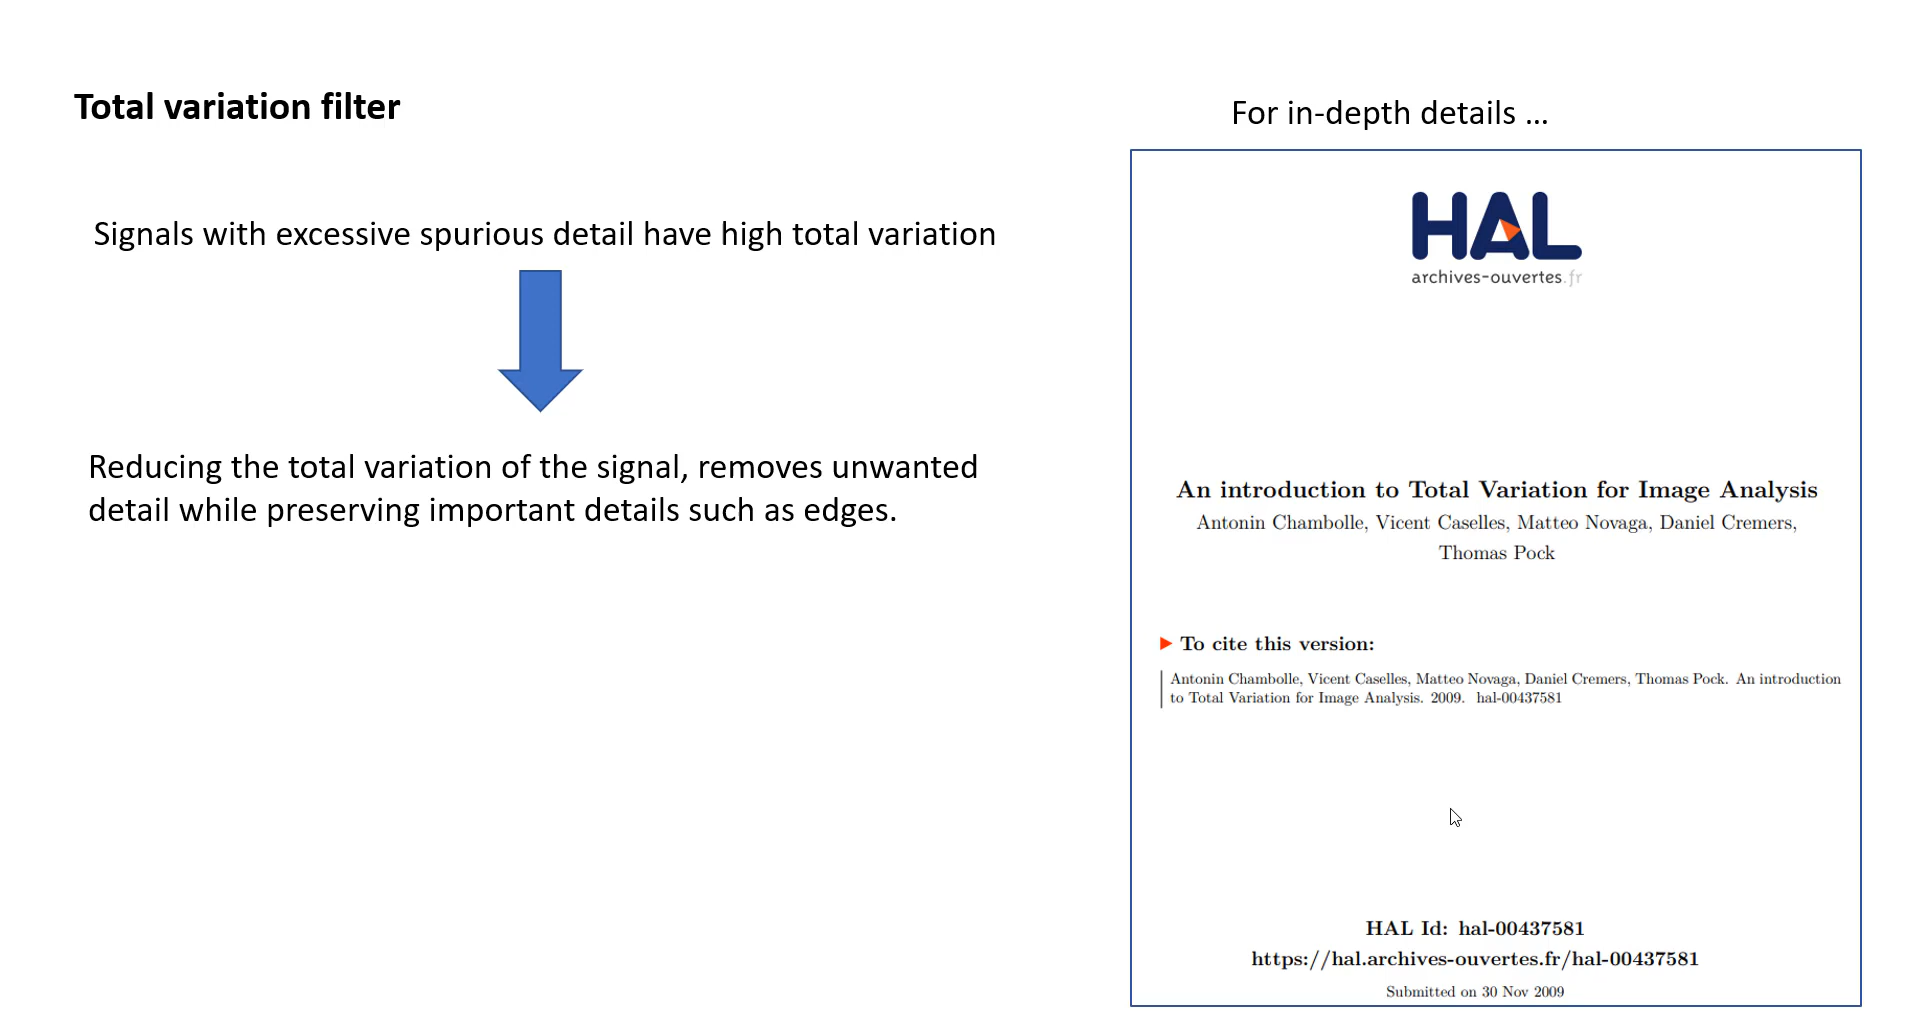 Total variation filter
Signals with excessive spurious detail have high total variation
Reducing the total variation of the signal, removes unwanted
detail while preserving important details such as edges.
For in-depth details ...
HAL
archives-ouvertes.fr
An introduction to Total Variation for Image Analysis
Antonin Chambolle, Vicent Caselles, Matteo Novaga, Daniel Cremers,
Thomas Pock
To cite this version:
Antonin Chambolle, Vicent Caselles, Matteo Novaga, Daniel Cremers, Thomas Pock. An introduction
to Total Variation for Image Analysis. 2009. hal-00437581
HAL Id: hal-00437581
https://hal.archives-ouvertes.fr/hal-00437581
Submitted on 30 Nov 2009